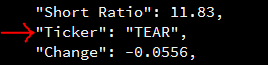 "Short Ratio": 11.83,
"Ticker": "TEAR",
"Change": -0.0556,